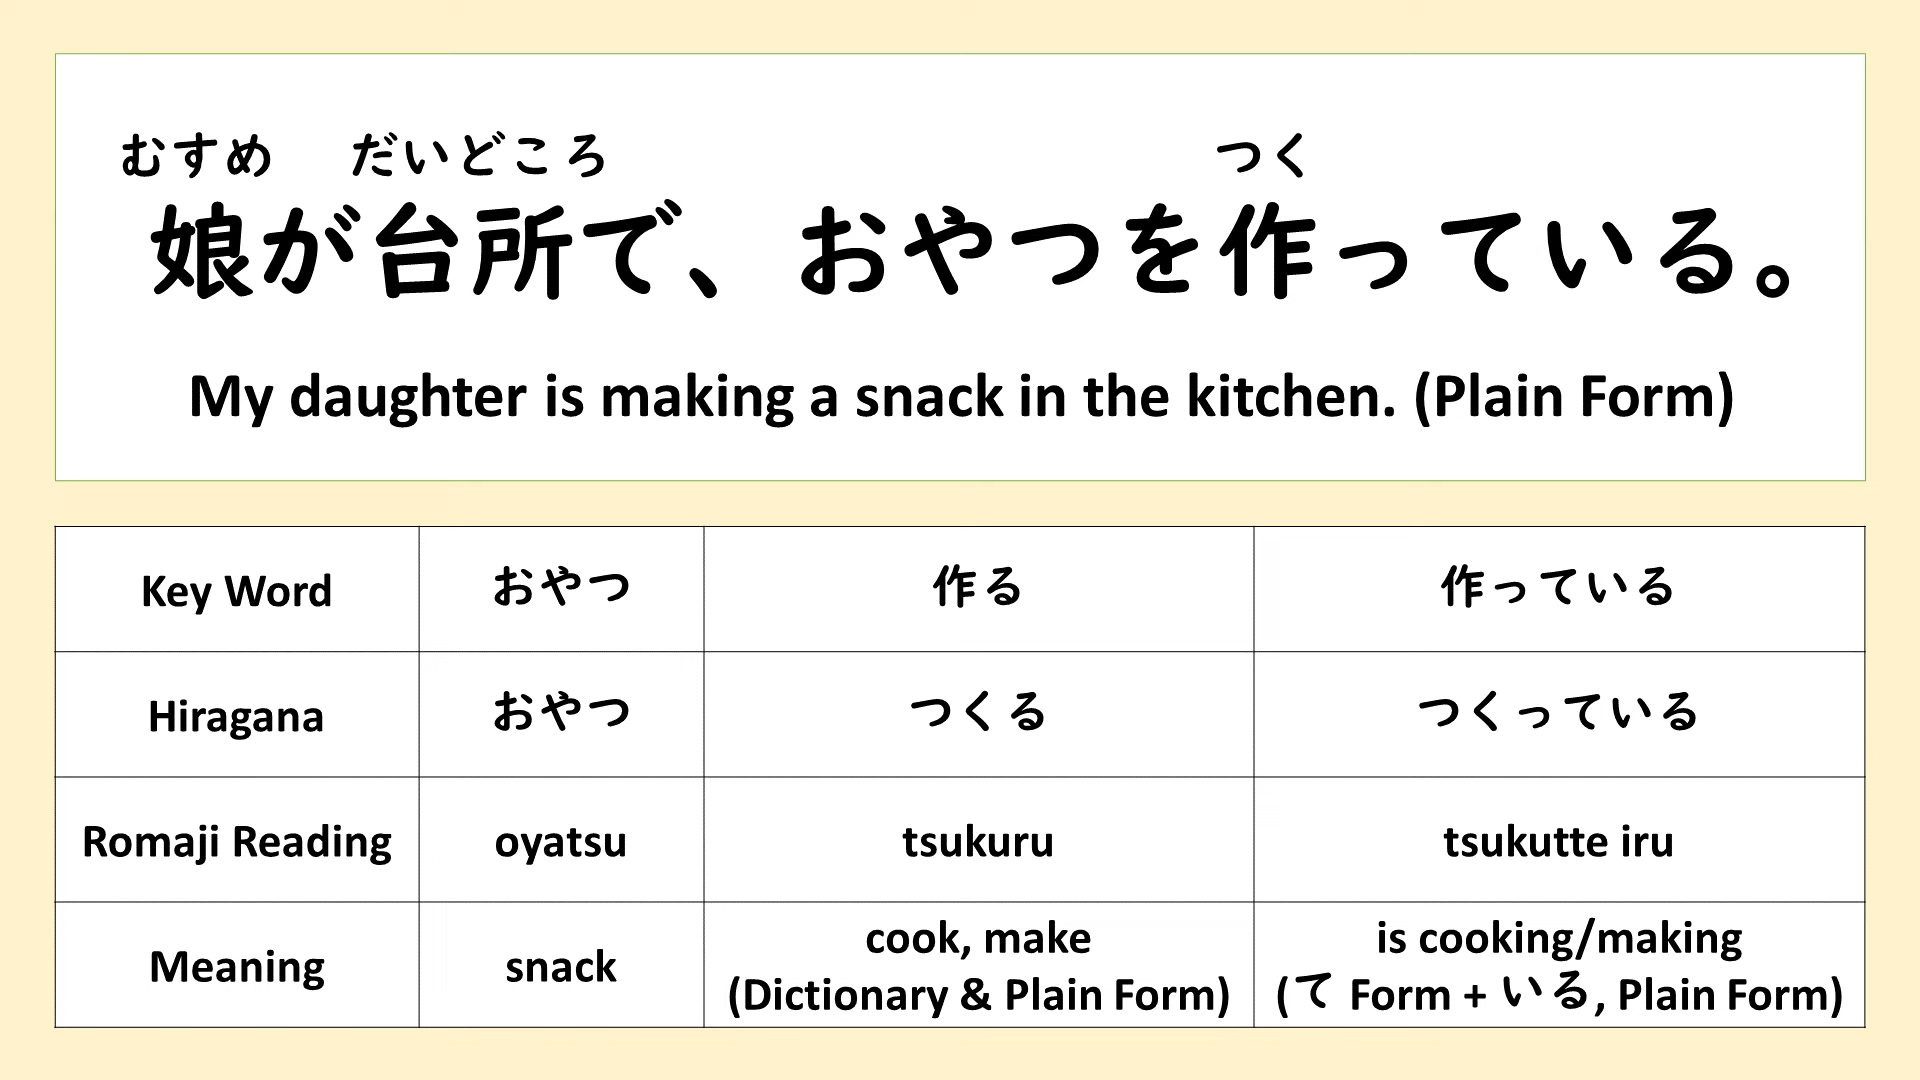 むすめ だいどころ つく
娘が台所で、おやつを作っている。
My daughter is making a snack in the kitchen. (Plain Form)
Key Word おやつ 作る 作っている
Hiragana おやつ つくる つくっている
Romaji Reading oyatsu tsukuru tsukutte iru
Meaning snack cook, make (Dictionary & Plain Form) is cooking/making (て Form + いる, Plain Form)